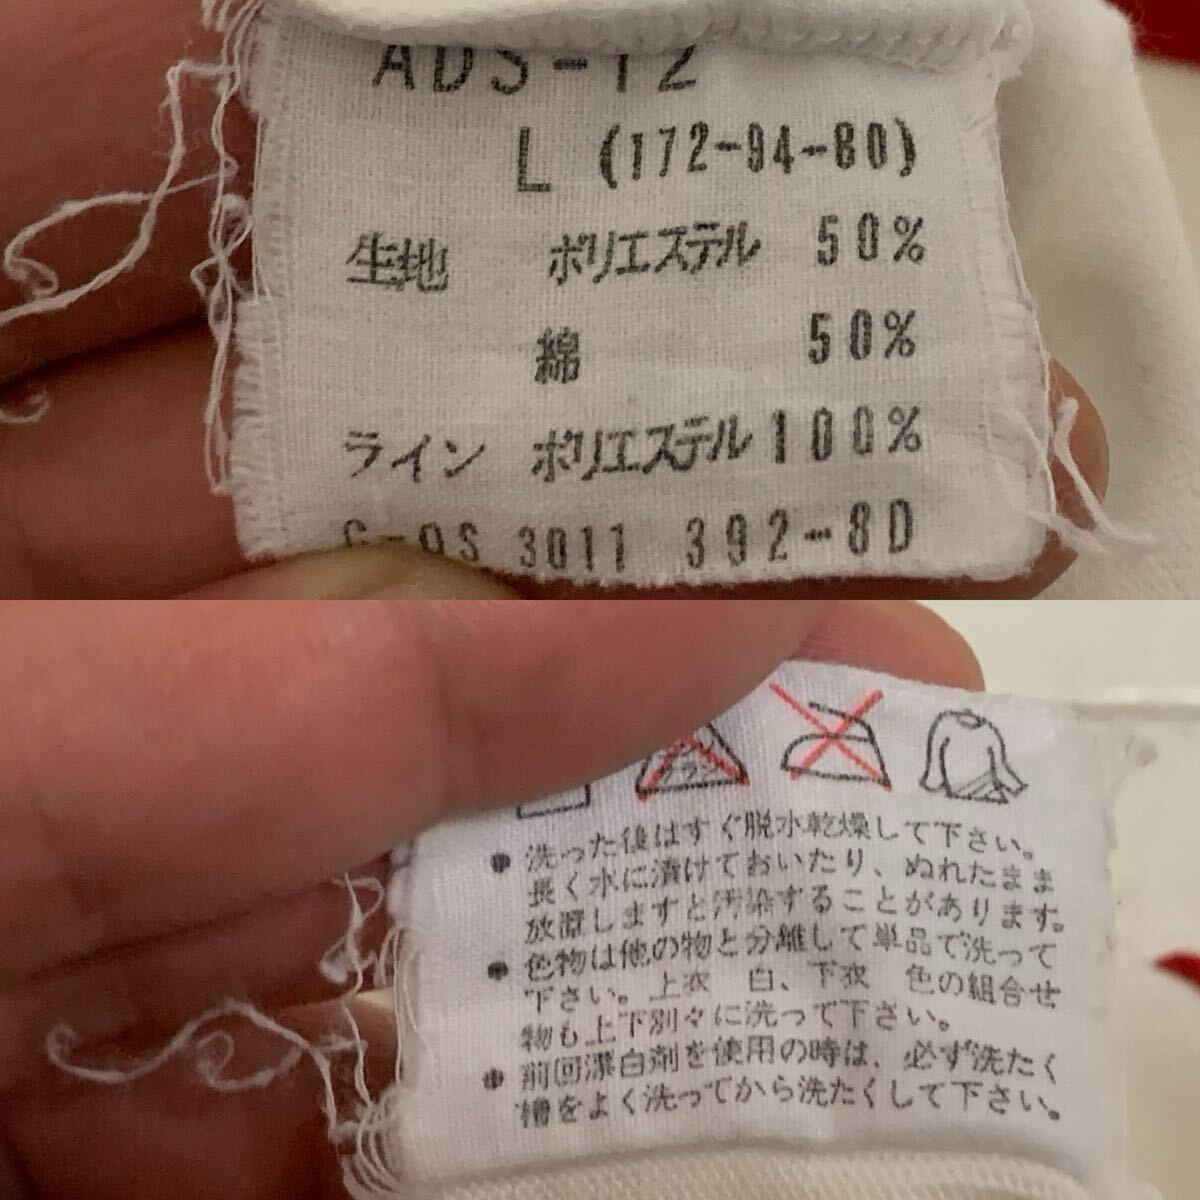 ADS-12
L (172-94-80)
生地 ポリエステル 50%
綿 50%
ライン ポリエステル 100%
3011 392-8D
● 洗った後はすぐ脱水乾燥して下さい。
長く水に漬けておいたり、ぬれたまま
放置しますと汚染することがあります。
● 色物は他の物と分離して単品で洗って
下さい。上衣 白、下衣 色の組合せ
物も上下別々に洗って下さい。
● 前回漂白剤を使用の時は、必ず洗たく
槽をよく洗ってから洗たくして下さい。